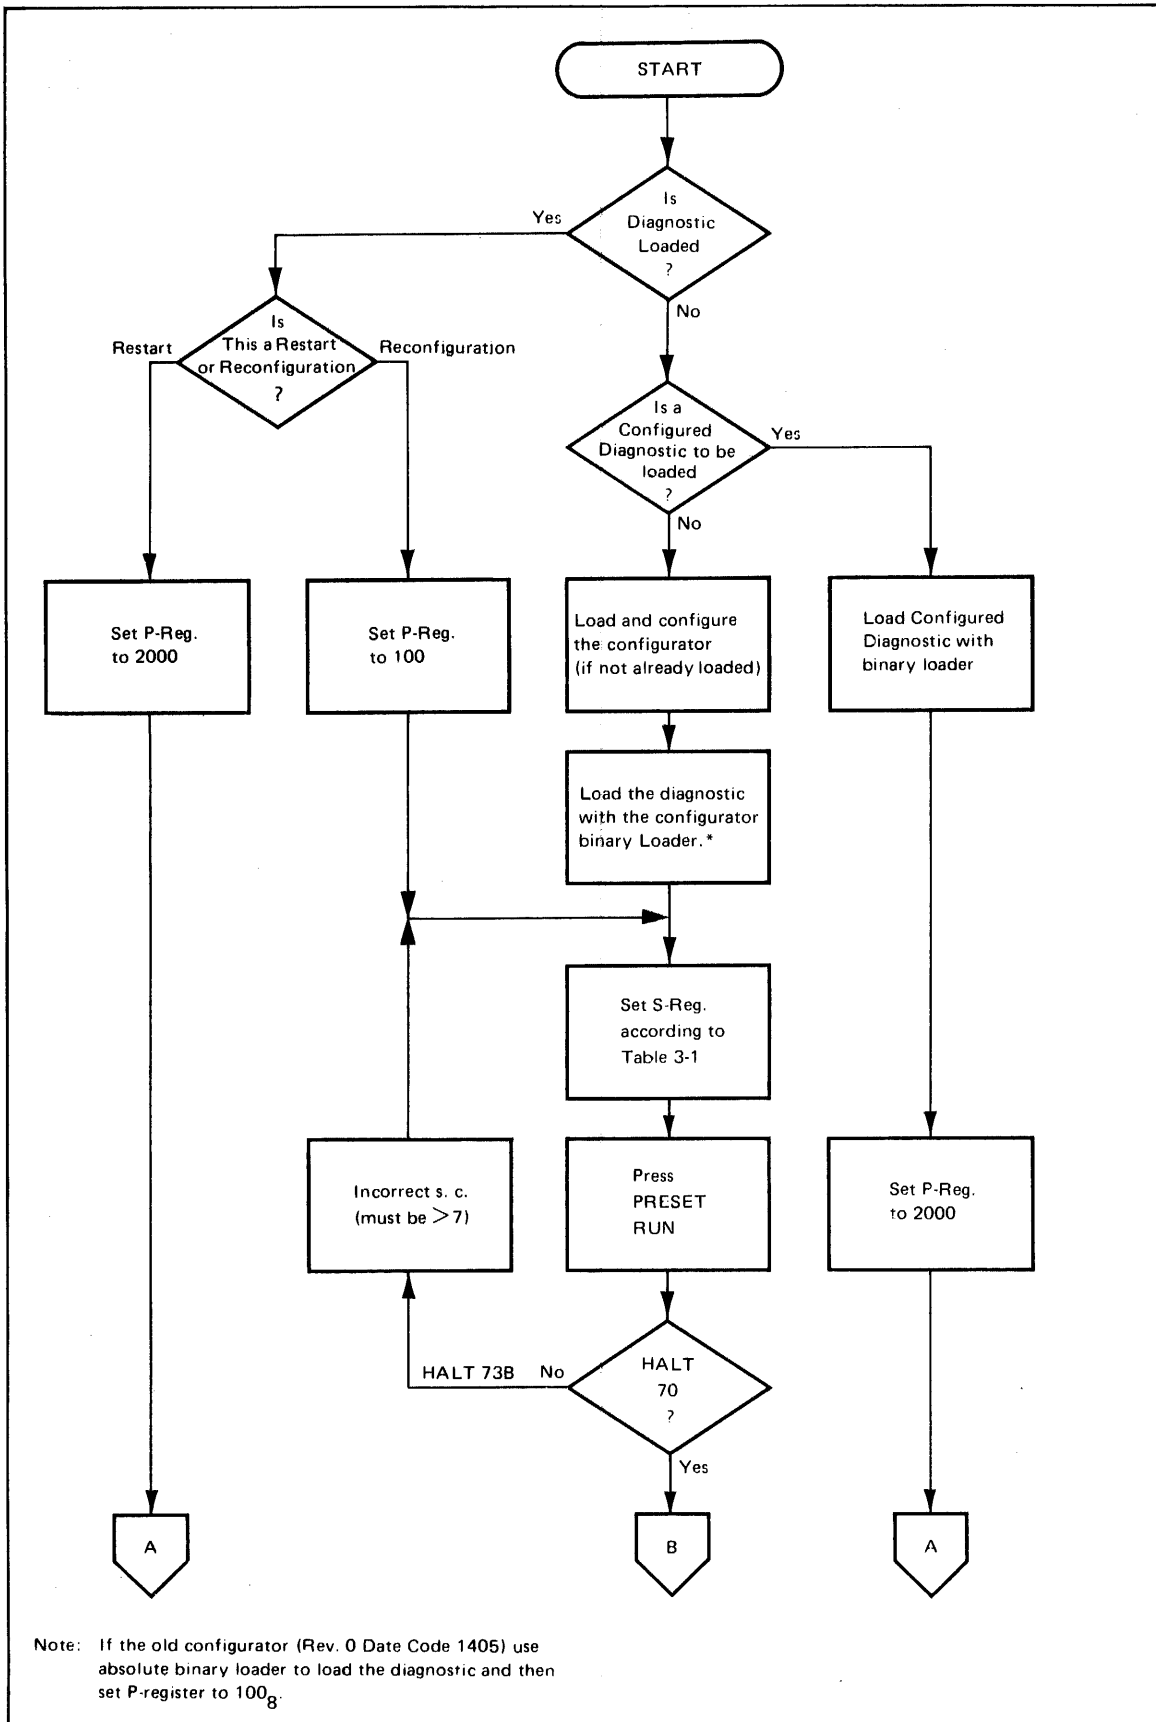 START
Is
Diagnostic
Loaded
?
Yes
No
Is
This a Restart
or Reconfiguration
?
Restart
Reconfiguration
Is a
Configured
Diagnostic to be
loaded
?
Yes
No
Set P-Reg.
to 2000
Set P-Reg.
to 100
Load and configure
the configurator
(if not already loaded)
Load Configured
Diagnostic with
binary loader
Load the diagnostic
with the configurator
binary Loader.*
Set S-Reg.
according to
Table 3-1
Incorrect s. c.
(must be >7)
Press
PRESET
RUN
Set P-Reg.
to 2000
HALT 73B No
HALT
70
?
Yes
A
B
A
Note: If the old configurator (Rev. 0 Date Code 1405) use
absolute binary loader to load the diagnostic and then
set P-register to 100₈.